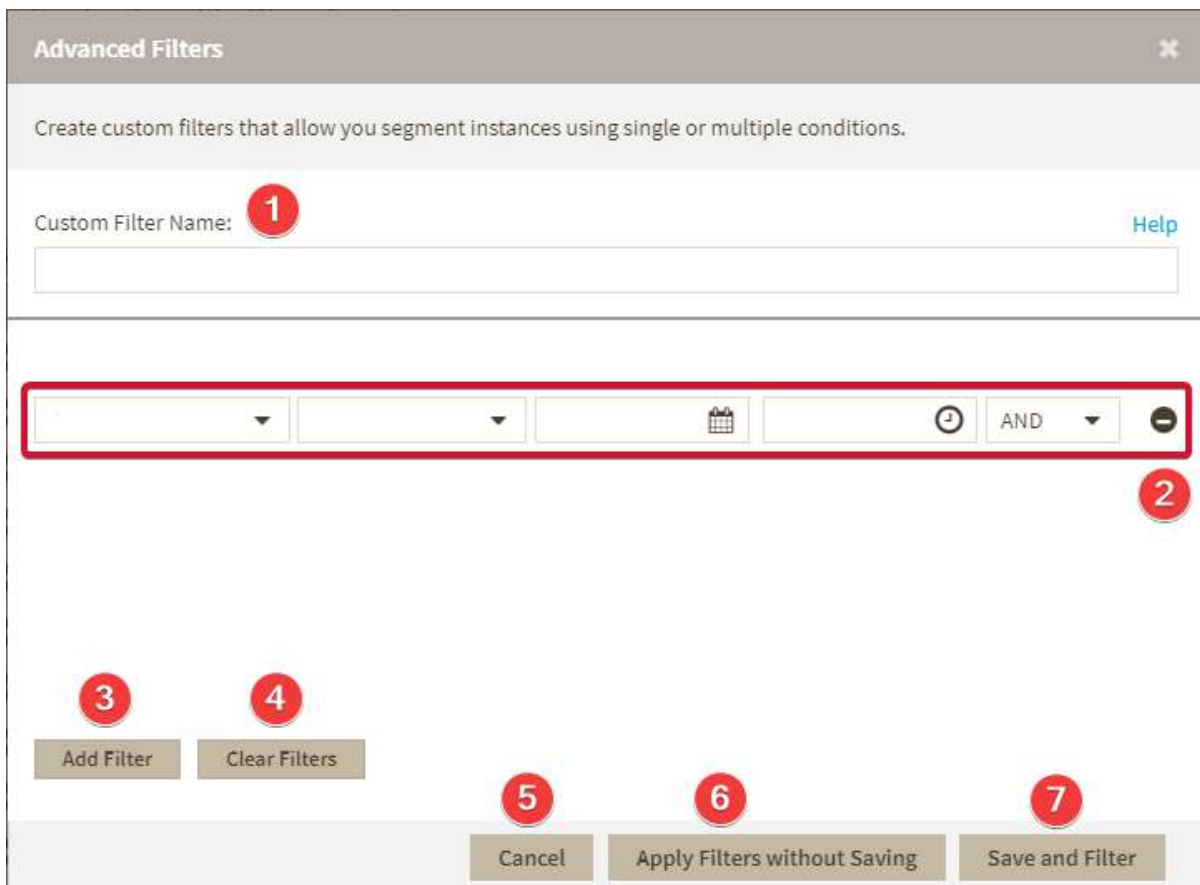 Advanced Filters
Create custom filters that allow you segment instances using single or multiple conditions.
Custom Filter Name:
1
Help
AND
2
3
4
Add Filter
Clear Filters
5
6
7
Cancel
Apply Filters without Saving
Save and Filter